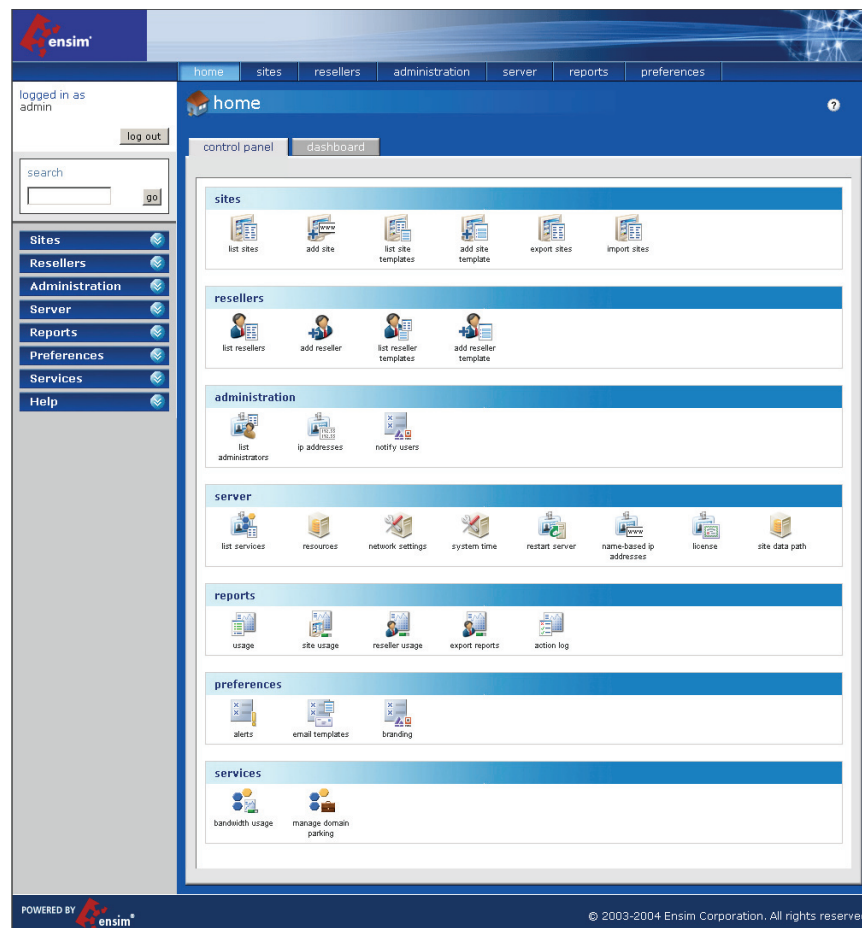 ensim
home sites resellers administration server reports preferences
logged in as
admin
log out
home
control panel dashboard
search
go
Sites
Resellers
Administration
Server
Reports
Preferences
Services
Help
sites
list sites
add site
www
list site
templates
add site
template
export sites
import sites
resellers
list resellers
add reseller
list reseller
templates
add reseller
template
administration
list
administrators
ip addresses
notify users
server
list services
resources
network settings
system time
restart server
name-based ip
addresses
www
license
site data path
reports
usage
site usage
reseller usage
export reports
action log
preferences
alerts
email templates
branding
services
bandwidth usage
manage domain
parking
POWERED BY
ensim®
© 2003-2004 Ensim Corporation. All rights reserve